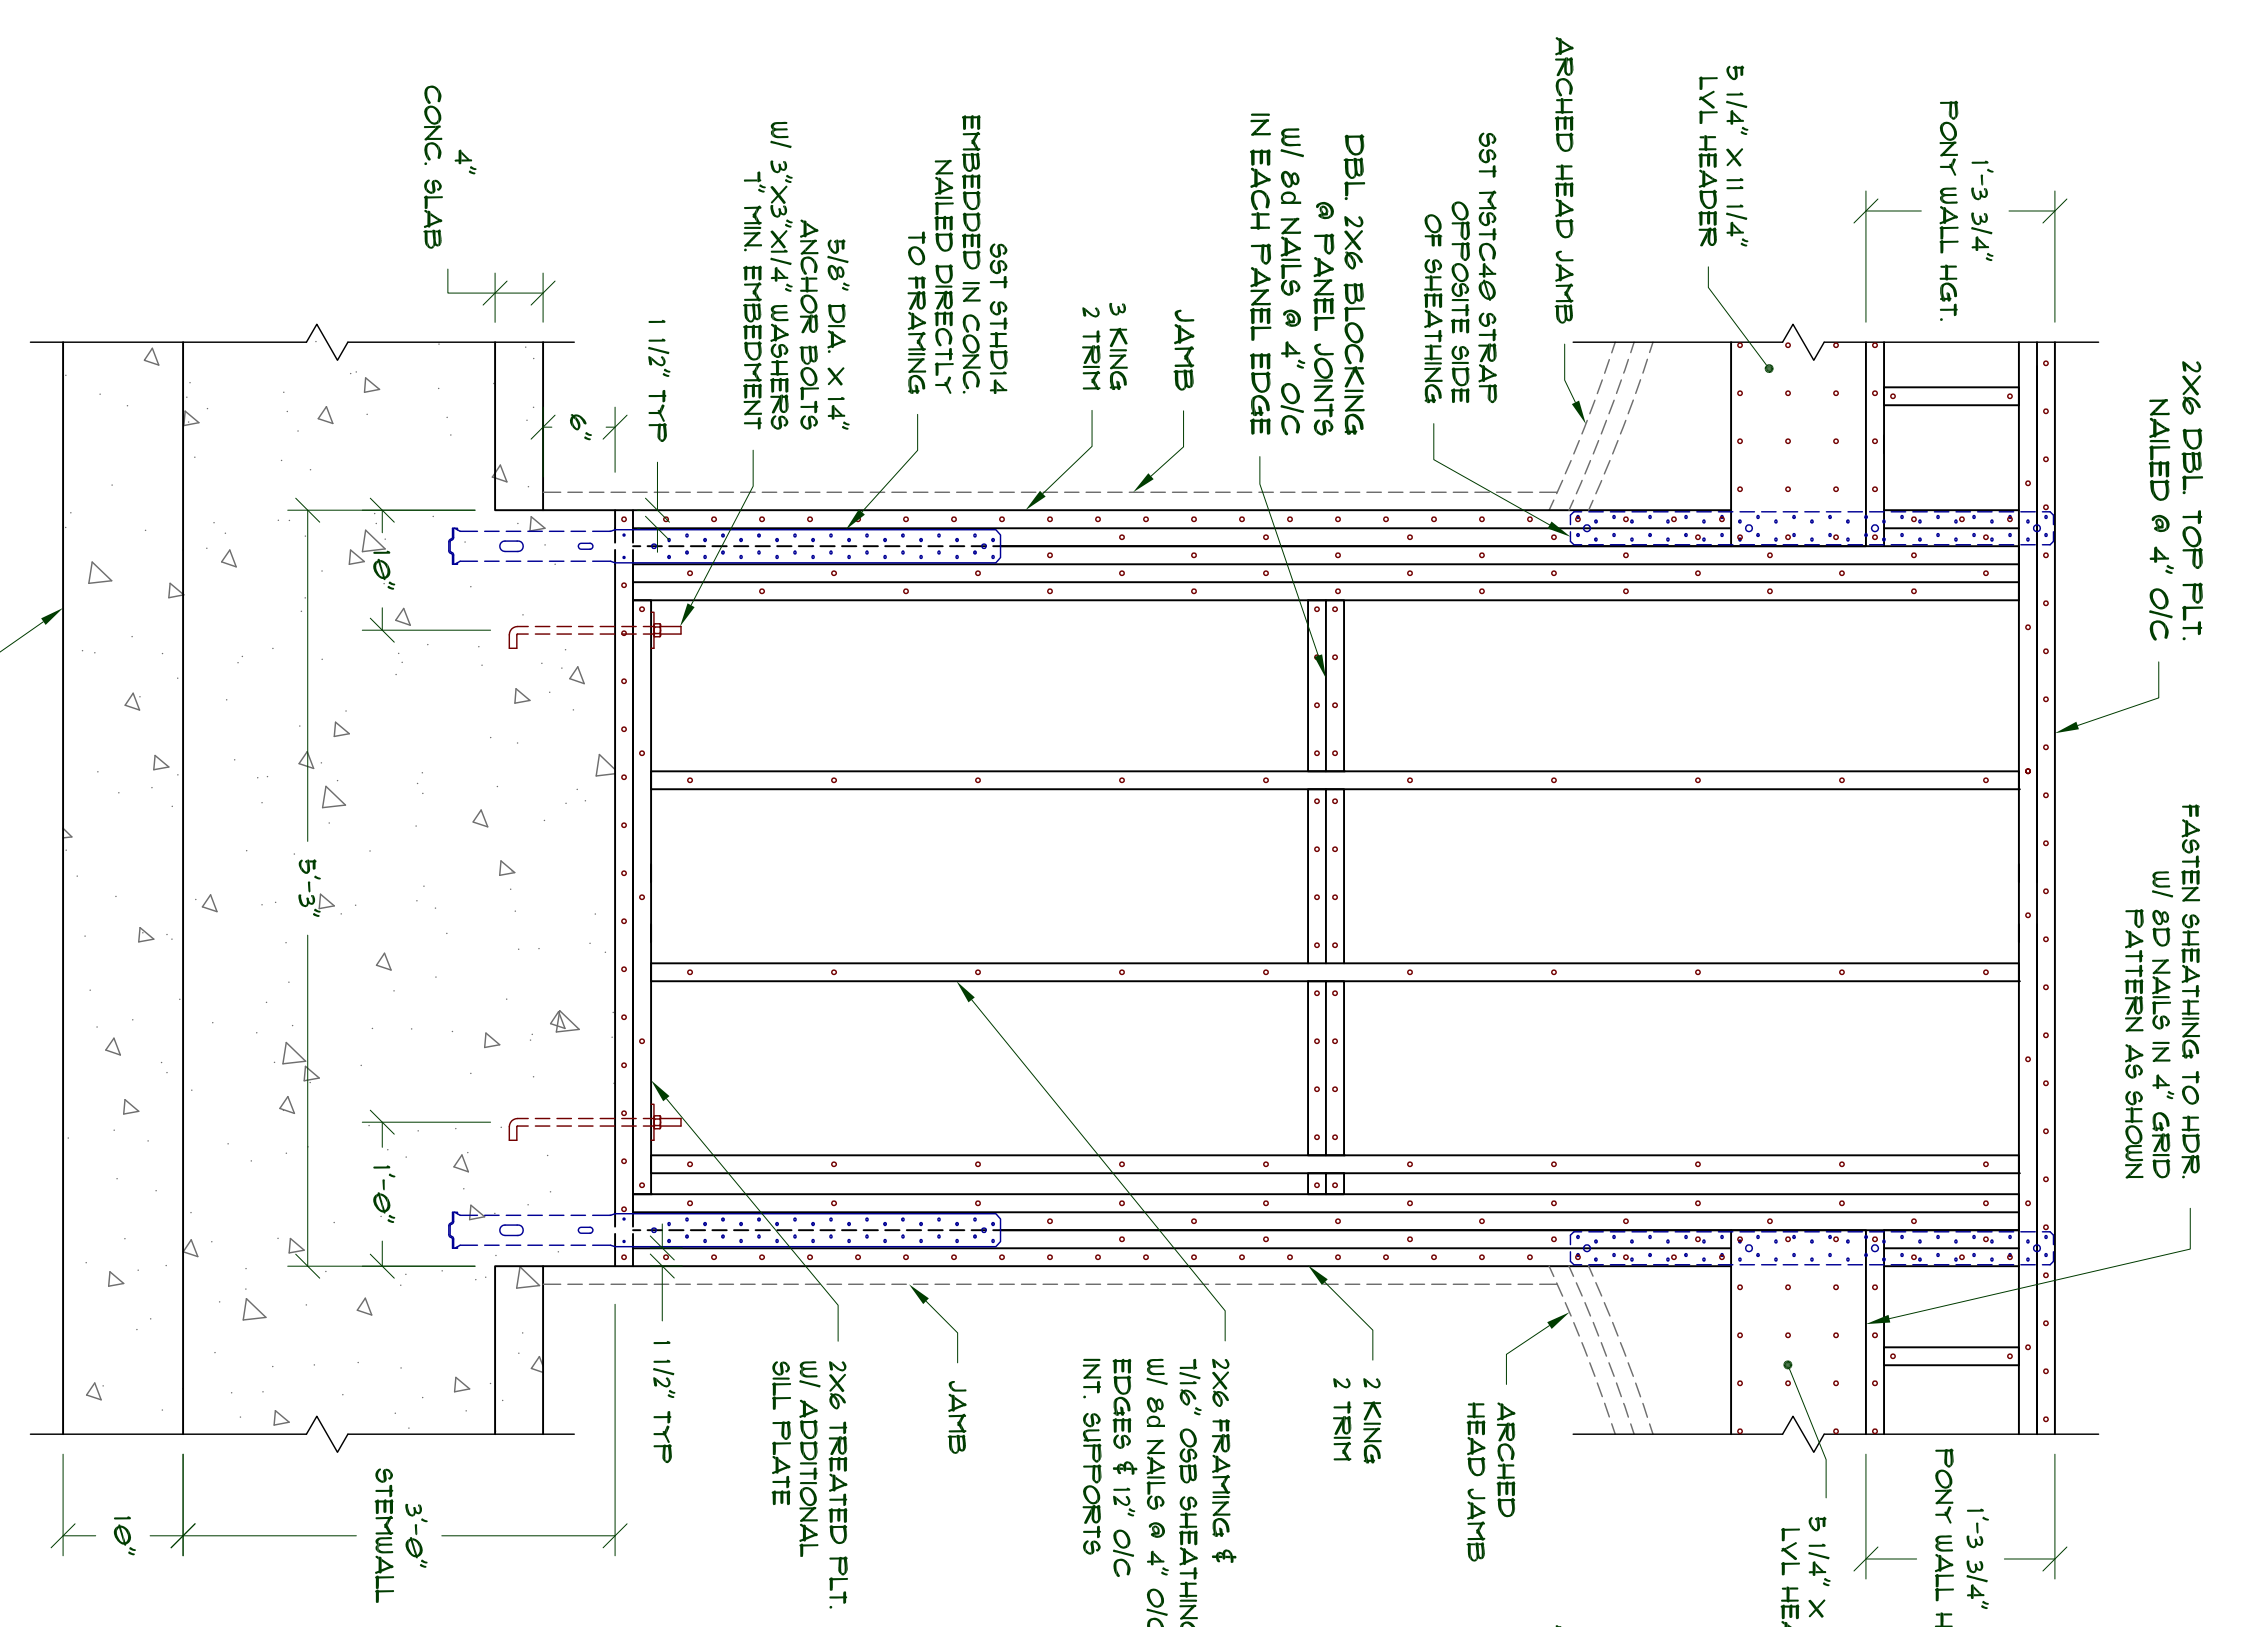 2X6 DBL. TOP PLT.
NAILED @ 4" O/C
FASTEN SHEATHING TO HDR.
W/ 8D NAILS IN 4" GRID
PATTERN AS SHOWN
1'-3 3/4"
PONY WALL HGT.
5 1/4" X 11 1/4"
LVL HEADER
ARCHED HEAD JAMB
SST MSTC40 STRAP
OPPOSITE SIDE
OF SHEATHING
DBL. 2X6 BLOCKING
@ PANEL JOINTS
W/ 8d NAILS @ 4" O/C
IN EACH PANEL EDGE
JAMB
3 KING
2 TRIM
SST STHD14
EMBEDDED IN CONC.
NAILED DIRECTLY
TO FRAMING
5/8" DIA. X 14"
ANCHOR BOLTS
W/ 3"X3"X1/4" WASHERS
7" MIN. EMBEDMENT
1 1/2" TYP
6"
4"
CONC. SLAB
10"
5'-3"
1'-0"
1'-3 3/4"
PONY WALL H
5 1/4" X
LVL HEA
ARCHED
HEAD JAMB
2 KING
2 TRIM
2X6 FRAMING &
7/16" OSB SHEATHING
W/ 8d NAILS @ 4" O/C
EDGES & 12" O/C
INT. SUPPORTS
JAMB
2X6 TREATED PLT.
W/ ADDITIONAL
SILL PLATE
1 1/2" TYP
3'-0"
STEMWALL
10"